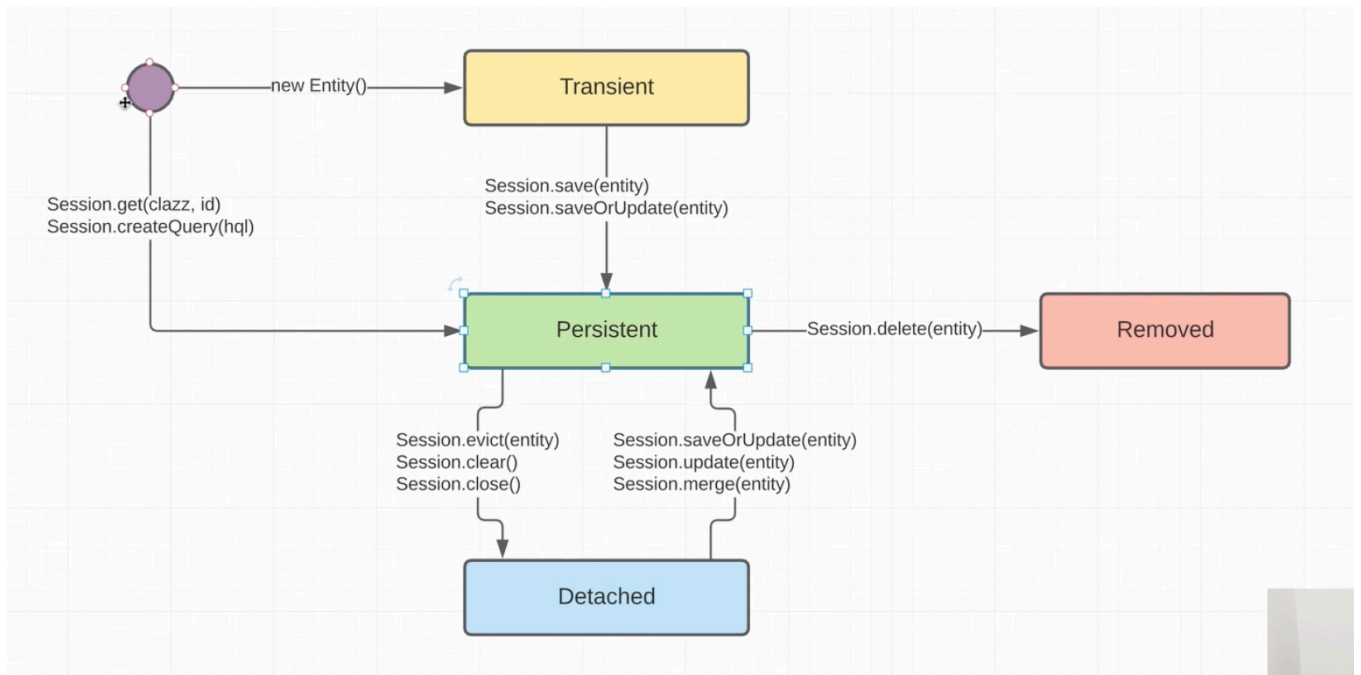 new Entity()
Transient
Session.save(entity)
Session.saveOrUpdate(entity)
Session.get(clazz, id)
Session.createQuery(hql)
Persistent
Session.delete(entity)
Removed
Session.evict(entity)
Session.clear()
Session.close()
Session.saveOrUpdate(entity)
Session.update(entity)
Session.merge(entity)
Detached